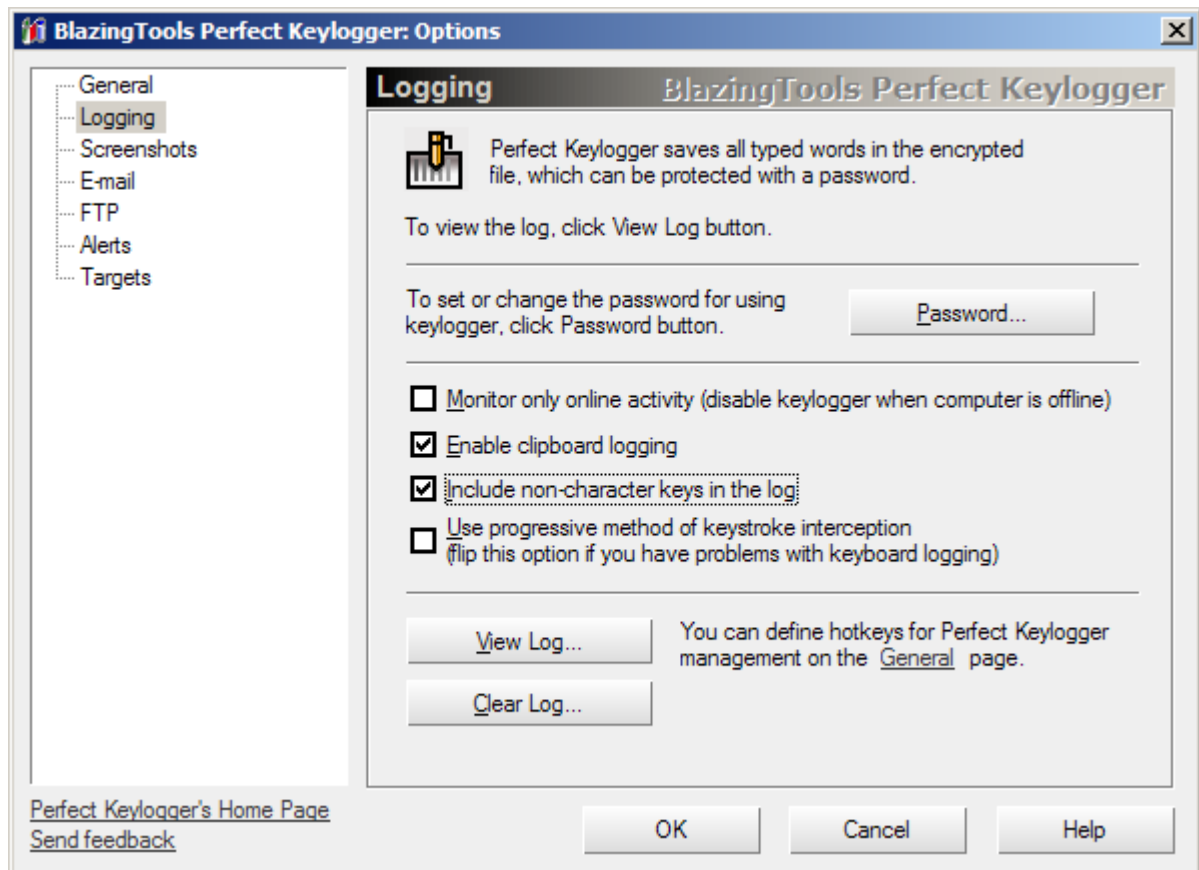 BlazingTools Perfect Keylogger: Options
General
Logging
Screenshots
E-mail
FTP
Alerts
Targets
Perfect Keylogger's Home Page
Send feedback
Logging BlazingTools Perfect Keylogger
Perfect Keylogger saves all typed words in the encrypted
file, which can be protected with a password.
To view the log, click View Log button.
To set or change the password for using
keylogger, click Password button.
Password...
Monitor only online activity (disable keylogger when computer is offline)
Enable clipboard logging
Include non-character keys in the log
Use progressive method of keystroke interception
(flip this option if you have problems with keyboard logging)
View Log...
You can define hotkeys for Perfect Keylogger
management on the General page.
Clear Log...
OK Cancel Help